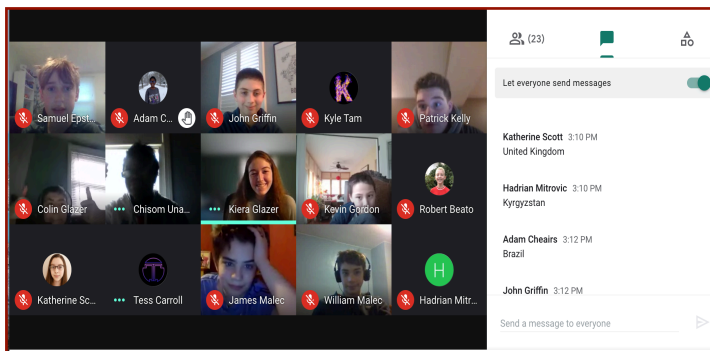 (23)
Let everyone send messages
Samuel Epst...
Adam C...
John Griffin
Kyle Tam
Patrick Kelly
K
Colin Glazer
Chisom Una...
Kiera Glazer
Kevin Gordon
Robert Beato
Katherine Sc...
Tess Carroll
James Malec
William Malec
Hadrian Mitr...
H
Katherine Scott 3:10 PM
United Kingdom
Hadrian Mitrovic 3:10 PM
Kyrgyzstan
Adam Cheairs 3:12 PM
Brazil
John Griffin 3:12 PM
Send a message to everyone